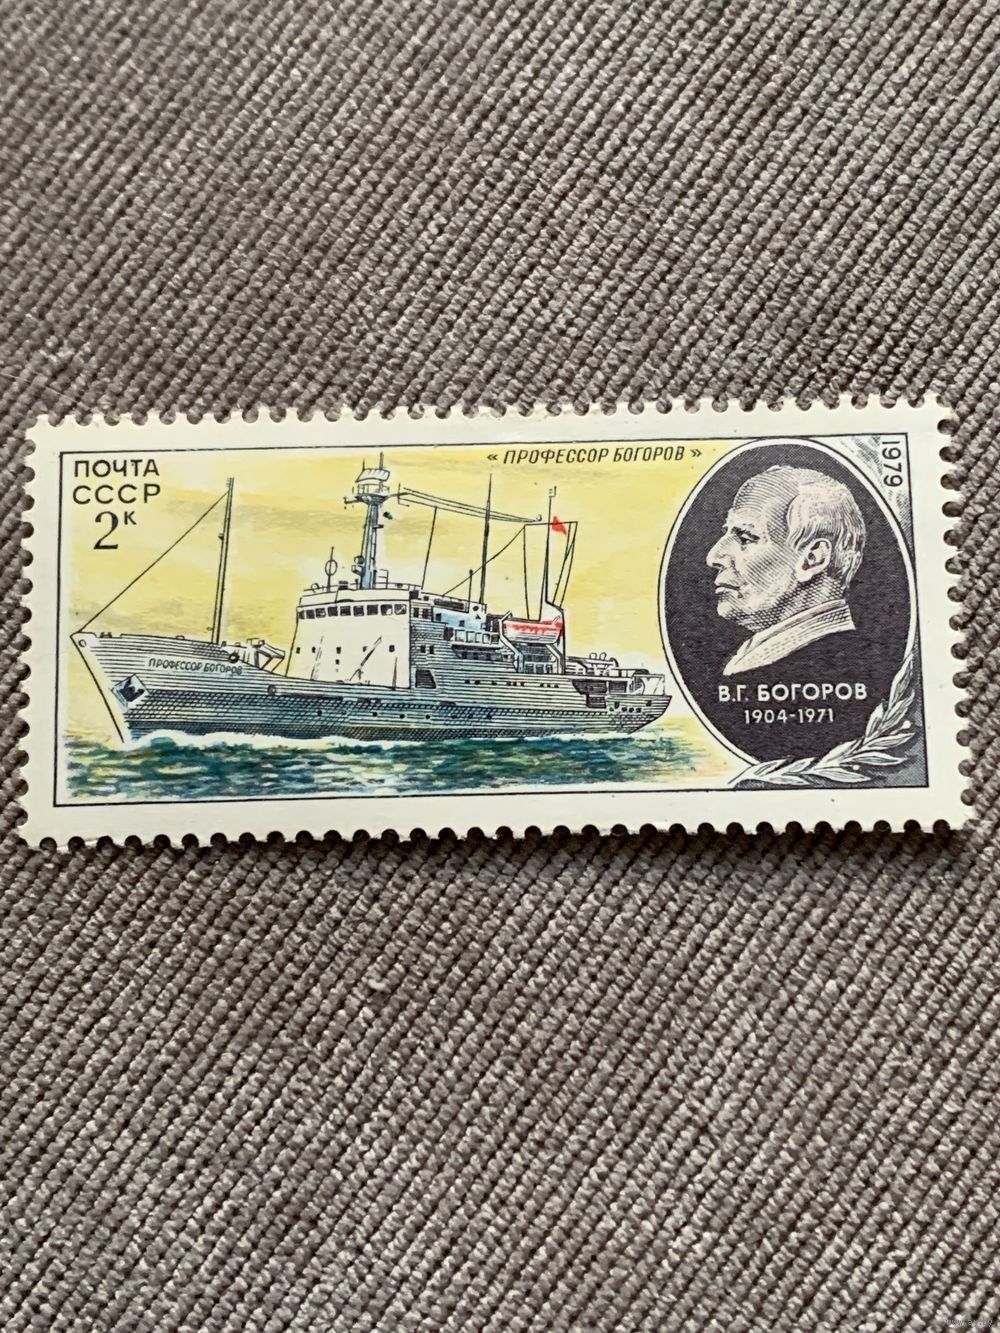 ПОЧТА
СССР
2к
« ПРОФЕССОР БОГОРОВ »
1979
ПРОФЕССОР БОГОРОВ
В.Г. БОГОРОВ
1904-1971